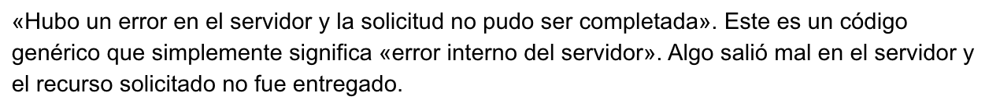 «Hubo un error en el servidor y la solicitud no pudo ser completada». Este es un código
genérico que simplemente significa «error interno del servidor». Algo salió mal en el servidor y
el recurso solicitado no fue entregado.